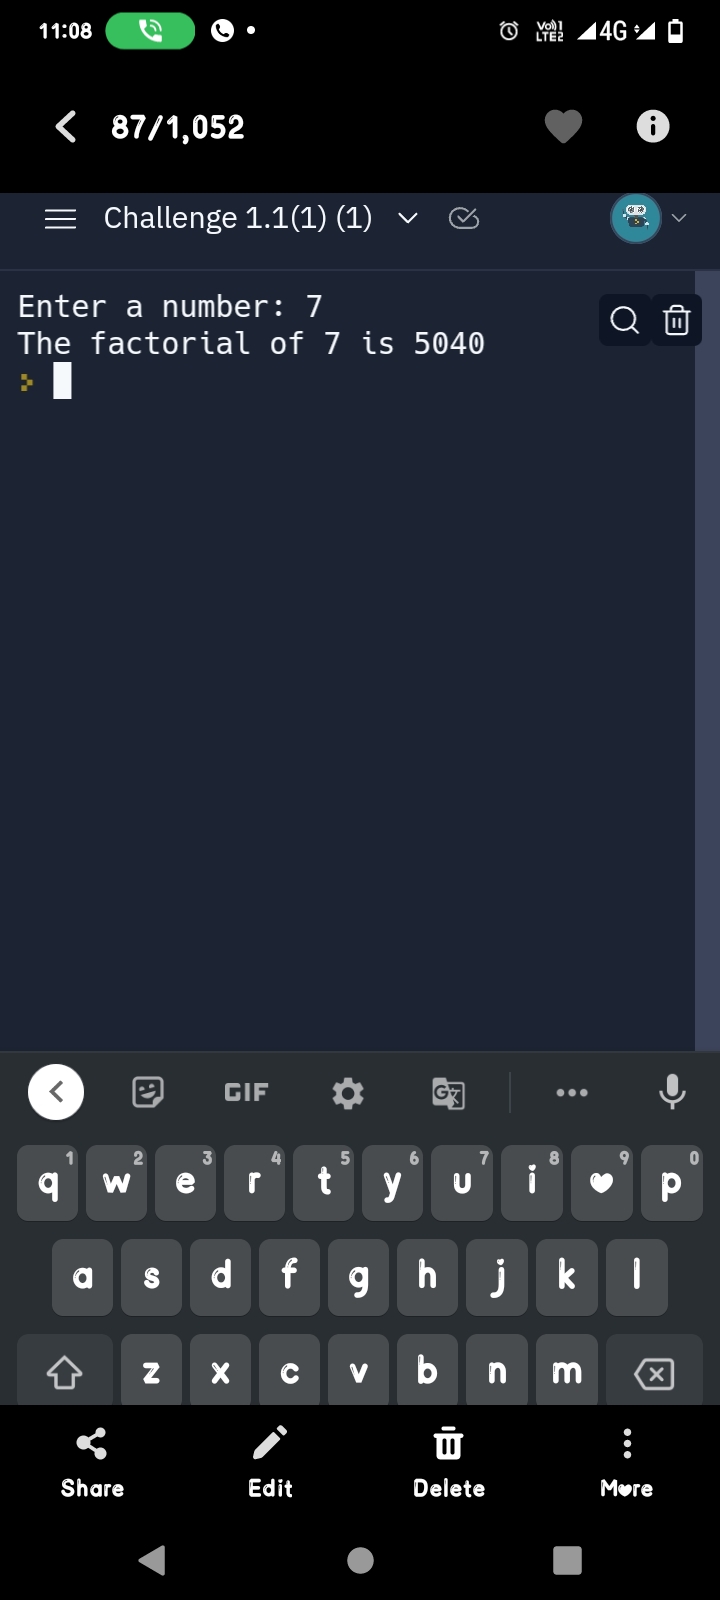 11:08
Vo)) 1
LTE2
4G
87/1,052
Challenge 1.1(1) (1)
Enter a number: 7
The factorial of 7 is 5040
GIF
G
1 2 3 4 5 6 7 8 9 0
q w e r t y u i p
a s d f g h j k l
z x c v b n m
Share Edit Delete More